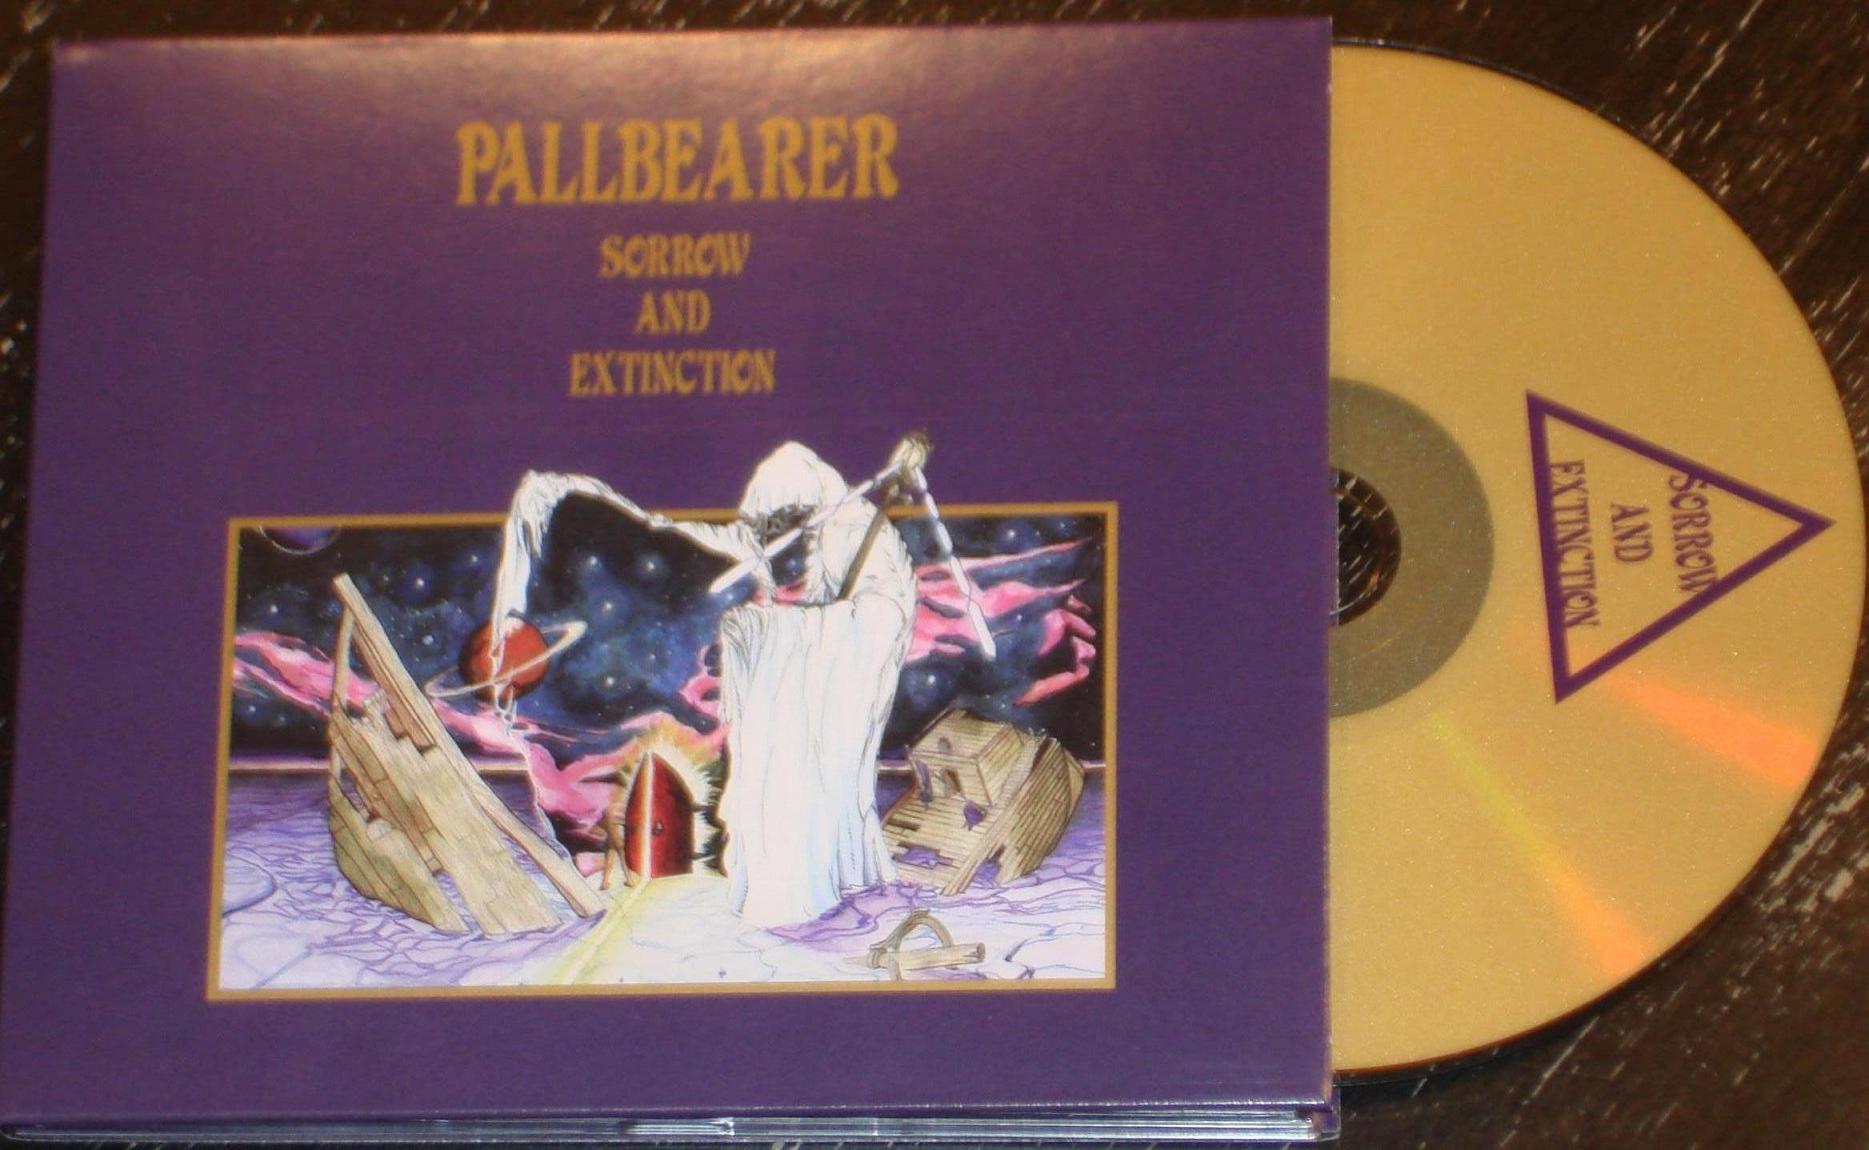 PALLBEARER
SORROW
AND
EXTINCTION
SORROW
AND
EXTINCTION